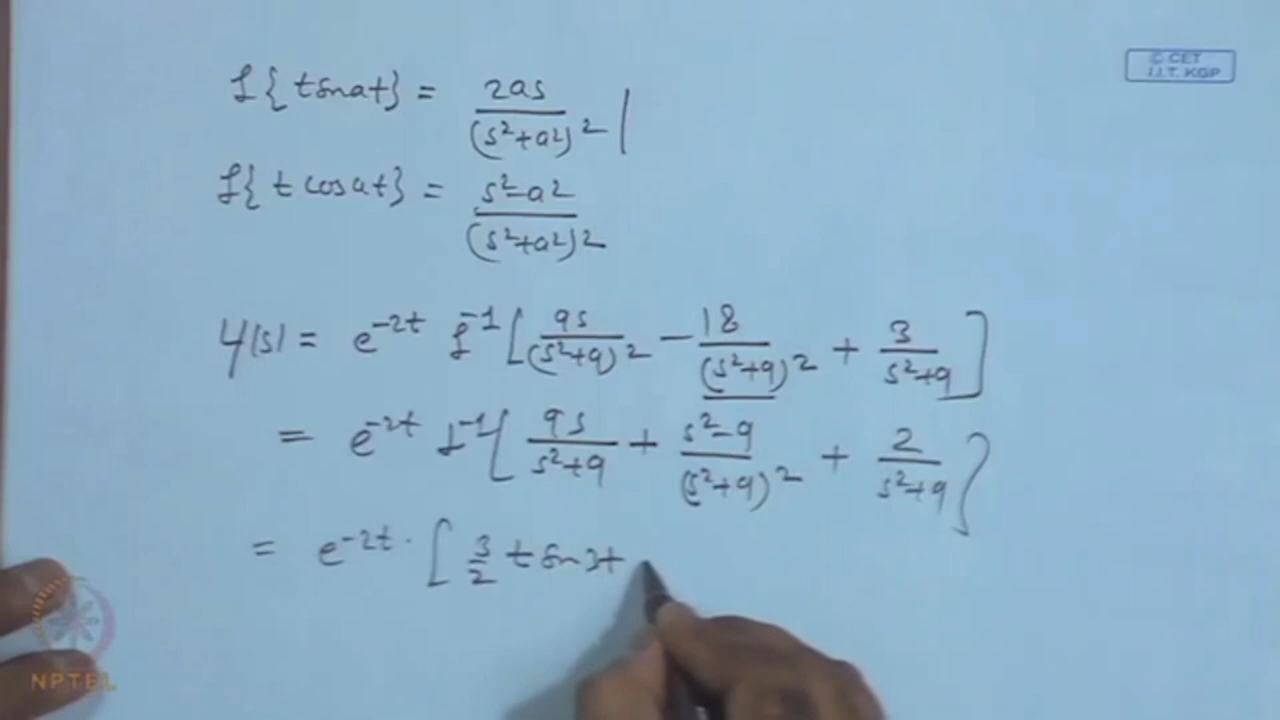 © CET
I.I.T. KGP
£{ t sin at } = 2as / (s²+a²)²
£{ t cos at } = s²-a² / (s²+a²)²
y(s) = e^{-2t} £^{-1} [ 9s / (s²+9)² - 18 / (s²+9)² + 3 / s²+9 ]
= e^{-2t} £^{-1} { 9s / s²+9 + s²-9 / (s²+9)² + 2 / s²+9 }
= e^{-2t} · [ 3/2 t sin 3t
NPTEL